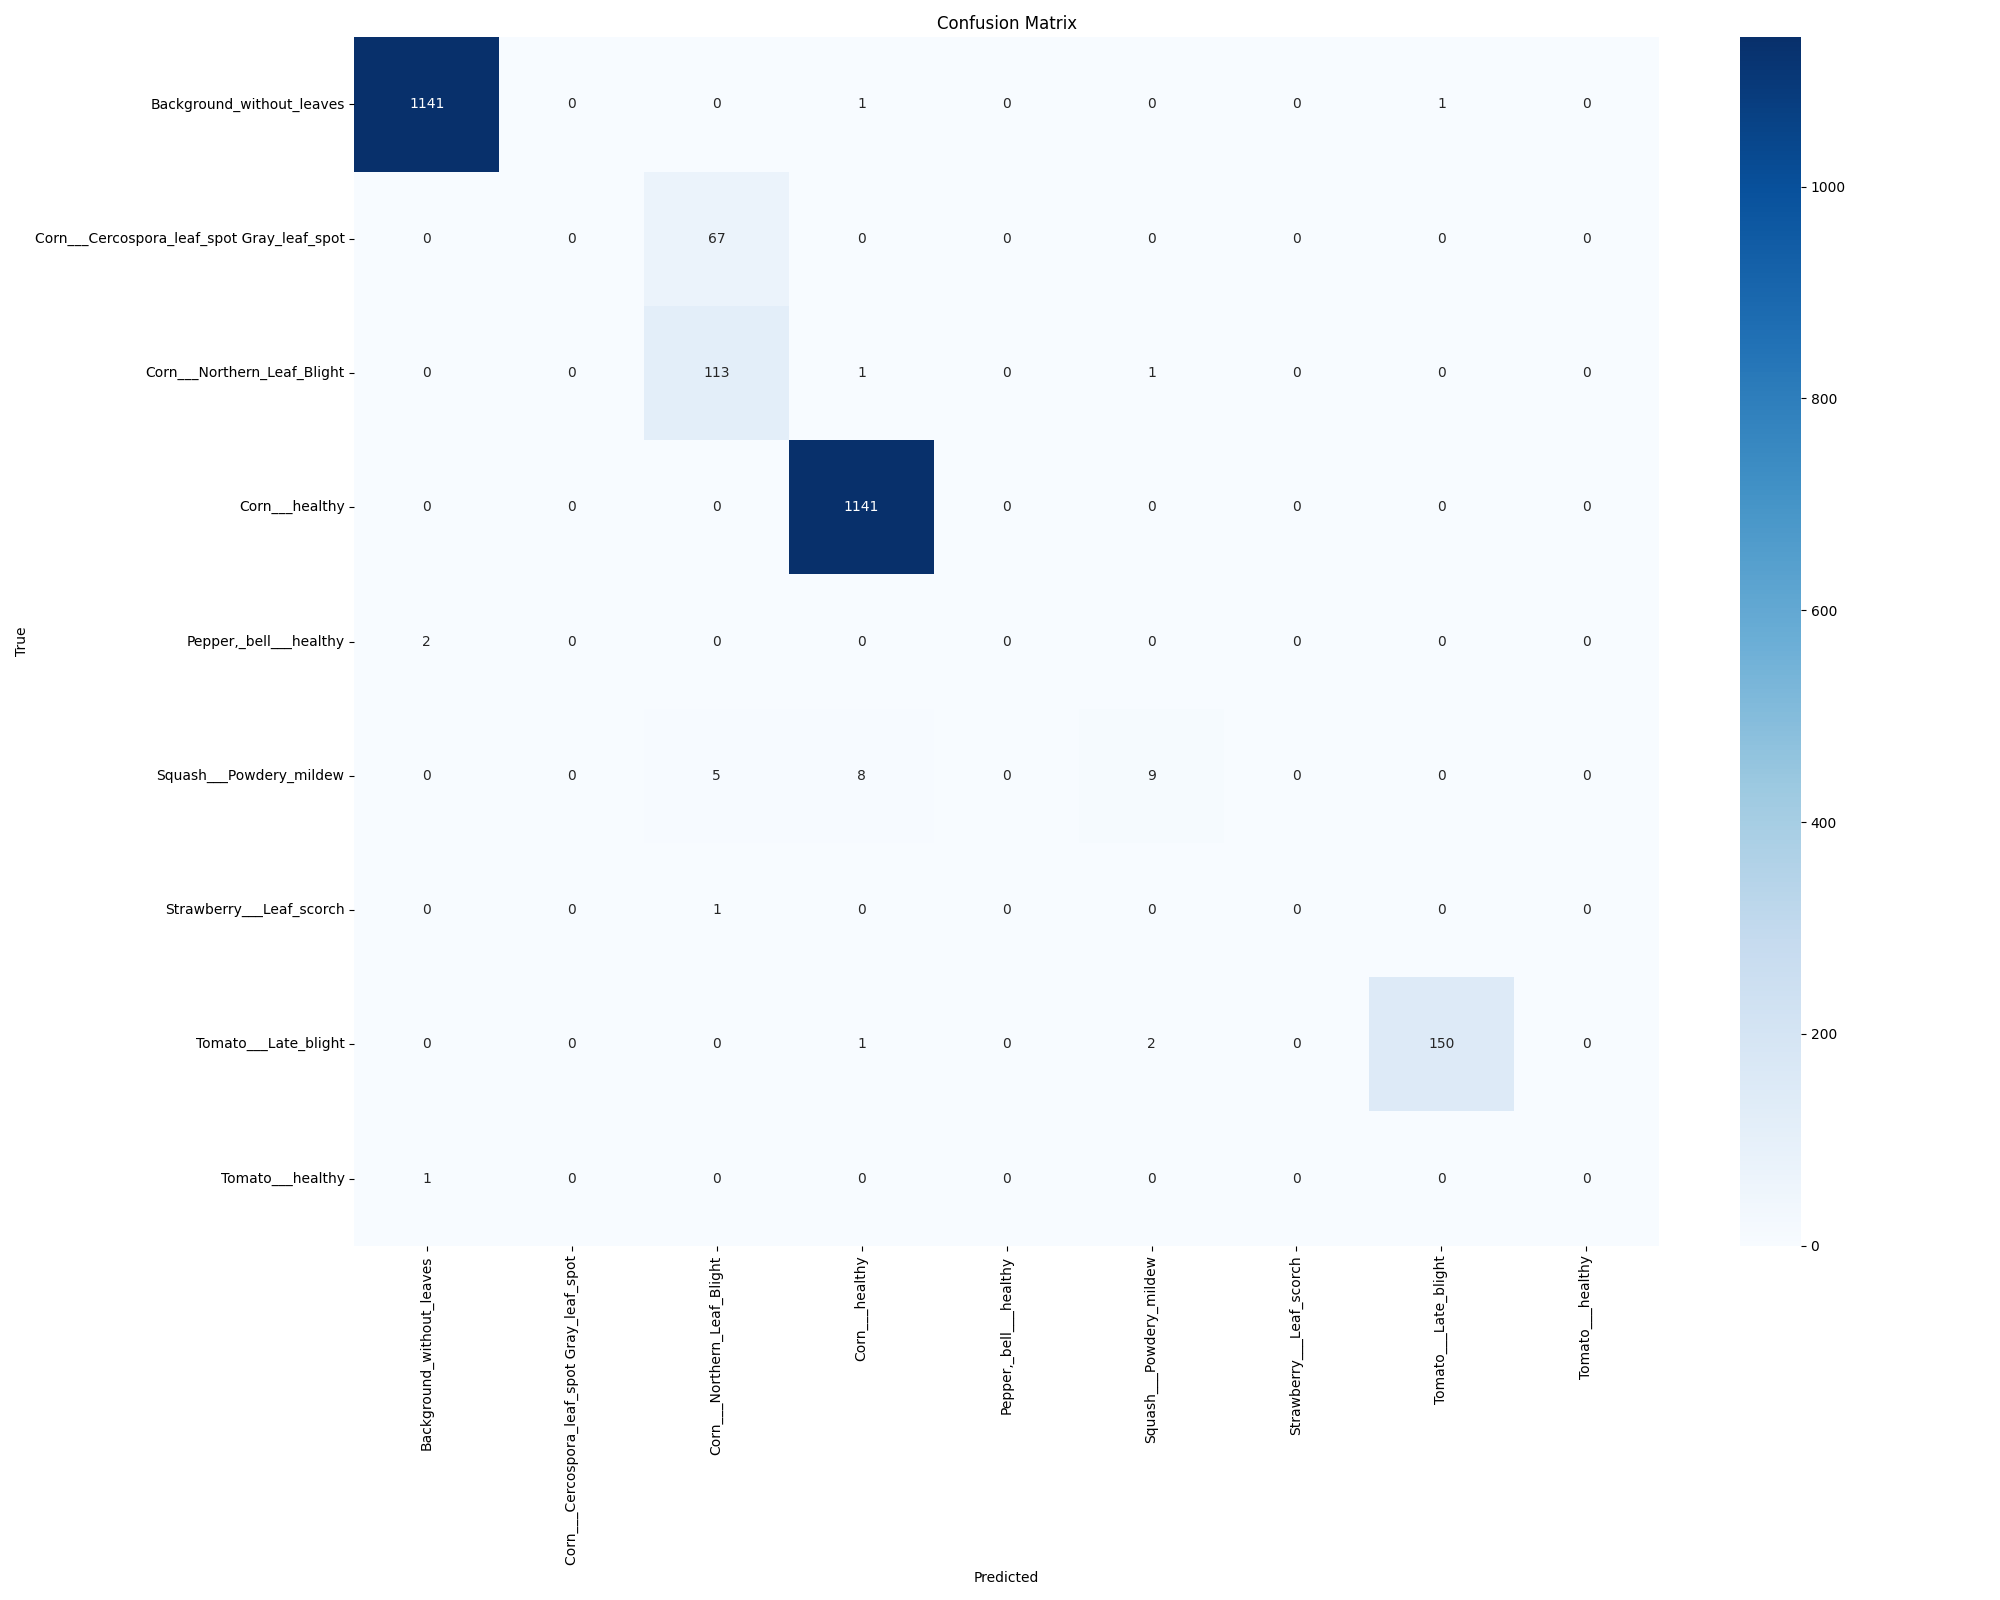 Confusion Matrix
Background_without_leaves 1141 0 0 1 0 0 0 1 0
Corn___Cercospora_leaf_spot Gray_leaf_spot 0 0 67 0 0 0 0 0 0
Corn___Northern_Leaf_Blight 0 0 113 1 0 1 0 0 0
Corn___healthy 0 0 0 1141 0 0 0 0 0
Pepper,_bell___healthy 2 0 0 0 0 0 0 0 0
Squash___Powdery_mildew 0 0 5 8 0 9 0 0 0
Strawberry___Leaf_scorch 0 0 1 0 0 0 0 0 0
Tomato___Late_blight 0 0 0 1 0 2 0 150 0
Tomato___healthy 1 0 0 0 0 0 0 0 0
True
Background_without_leaves
Corn___Cercospora_leaf_spot Gray_leaf_spot
Corn___Northern_Leaf_Blight
Corn___healthy
Pepper,_bell___healthy
Squash___Powdery_mildew
Strawberry___Leaf_scorch
Tomato___Late_blight
Tomato___healthy
Predicted
1000
800
600
400
200
0